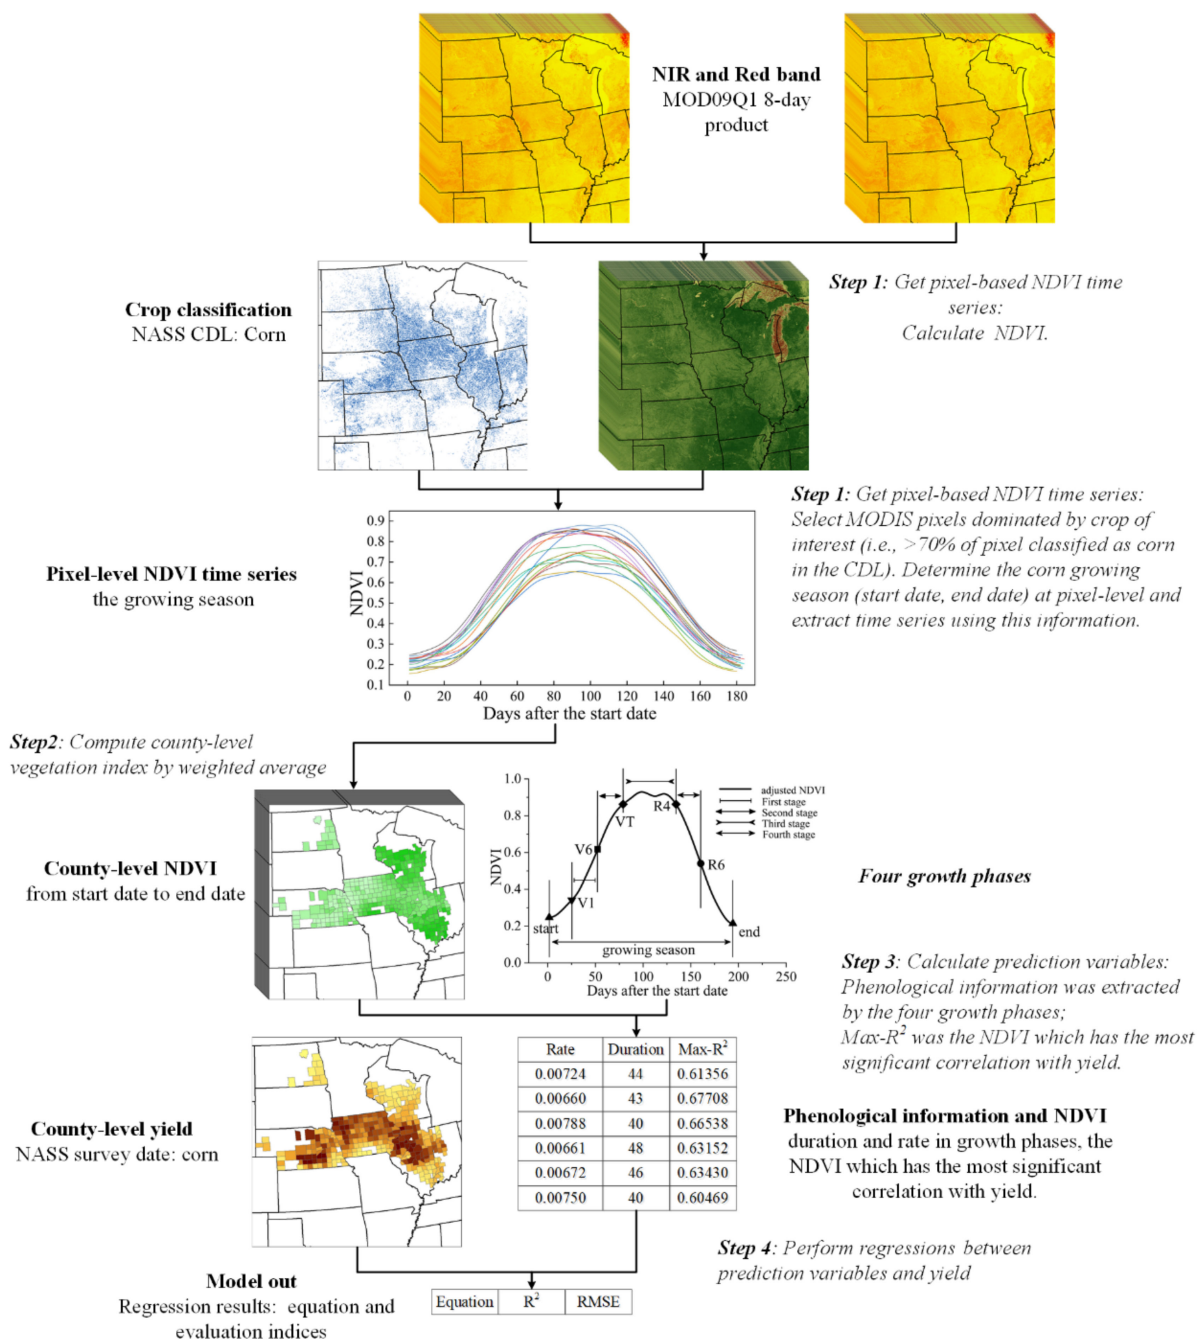 NIR and Red band
MOD09Q1 8-day
product
Crop classification
NASS CDL: Corn
Step 1: Get pixel-based NDVI time
series:
Calculate NDVI.
Step 1: Get pixel-based NDVI time series:
Select MODIS pixels dominated by crop of
interest (i.e., >70% of pixel classified as corn
in the CDL). Determine the corn growing
season (start date, end date) at pixel-level and
extract time series using this information.
Pixel-level NDVI time series
the growing season
NDVI
0.9
0.8
0.7
0.6
0.5
0.4
0.3
0.2
0.1
0 20 40 60 80 100 120 140 160 180
Days after the start date
Step2: Compute county-level
vegetation index by weighted average
County-level NDVI
from start date to end date
NDVI
1.0
0.8
0.6
0.4
0.2
0.0
adjusted NDVI
First stage
Second stage
Third stage
Fourth stage
VT
R4
V6
R6
V1
start
end
growing season
0 50 100 150 200 250
Days after the start date
Four growth phases
Step 3: Calculate prediction variables:
Phenological information was extracted
by the four growth phases;
Max-R² was the NDVI which has the most
significant correlation with yield.
County-level yield
NASS survey date: corn
Rate Duration Max-R²
0.00724 44 0.61356
0.00660 43 0.67708
0.00788 40 0.66538
0.00661 48 0.63152
0.00672 46 0.63430
0.00750 40 0.60469
Phenological information and NDVI
duration and rate in growth phases, the
NDVI which has the most significant
correlation with yield.
Step 4: Perform regressions between
prediction variables and yield
Model out
Regression results: equation and
evaluation indices
Equation R² RMSE